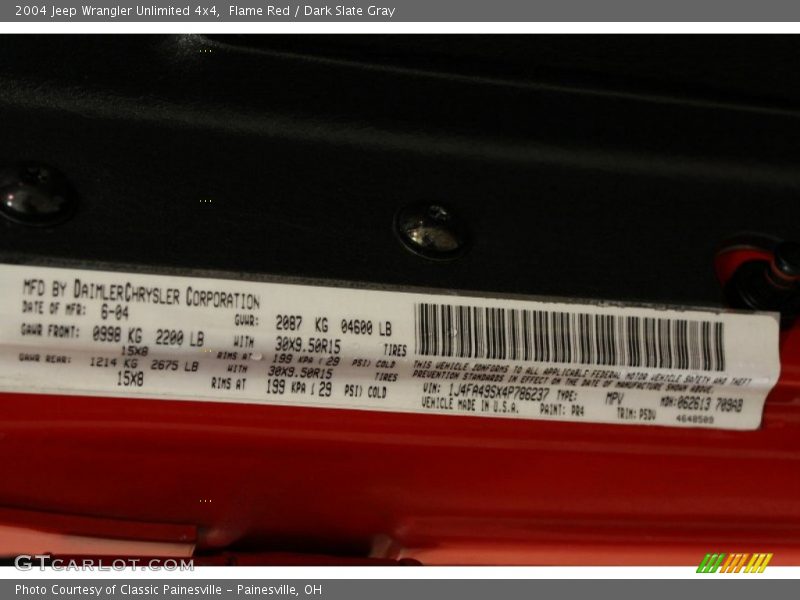 2004 Jeep Wrangler Unlimited 4x4,  Flame Red / Dark Slate Gray
MFD BY DAIMLERCHRYSLER CORPORATION
DATE OF MFR: 6-04 GVWR: 2087 KG 04600 LB
GAWR FRONT: 0998 KG 2200 LB WITH 30X9.50R15 TIRES
15X8 RIMS AT 199 KPA ( 29 PSI) COLD
GAWR REAR: 1214 KG 2675 LB WITH 30X9.50R15 TIRES
15X8 RIMS AT 199 KPA ( 29 PSI) COLD
THIS VEHICLE CONFORMS TO ALL APPLICABLE FEDERAL MOTOR VEHICLE SAFETY AND THEFT
PREVENTION STANDARDS IN EFFECT ON THE DATE OF MANUFACTURE SHOWN ABOVE
VIN: 1J4FA49SX4P786237 TYPE: MPV MDH:062613 709AB
VEHICLE MADE IN U.S.A. PAINT: PR4 TRIM:P5DV
4648509
GTCARLOT.COM
Photo Courtesy of Classic Painesville - Painesville, OH